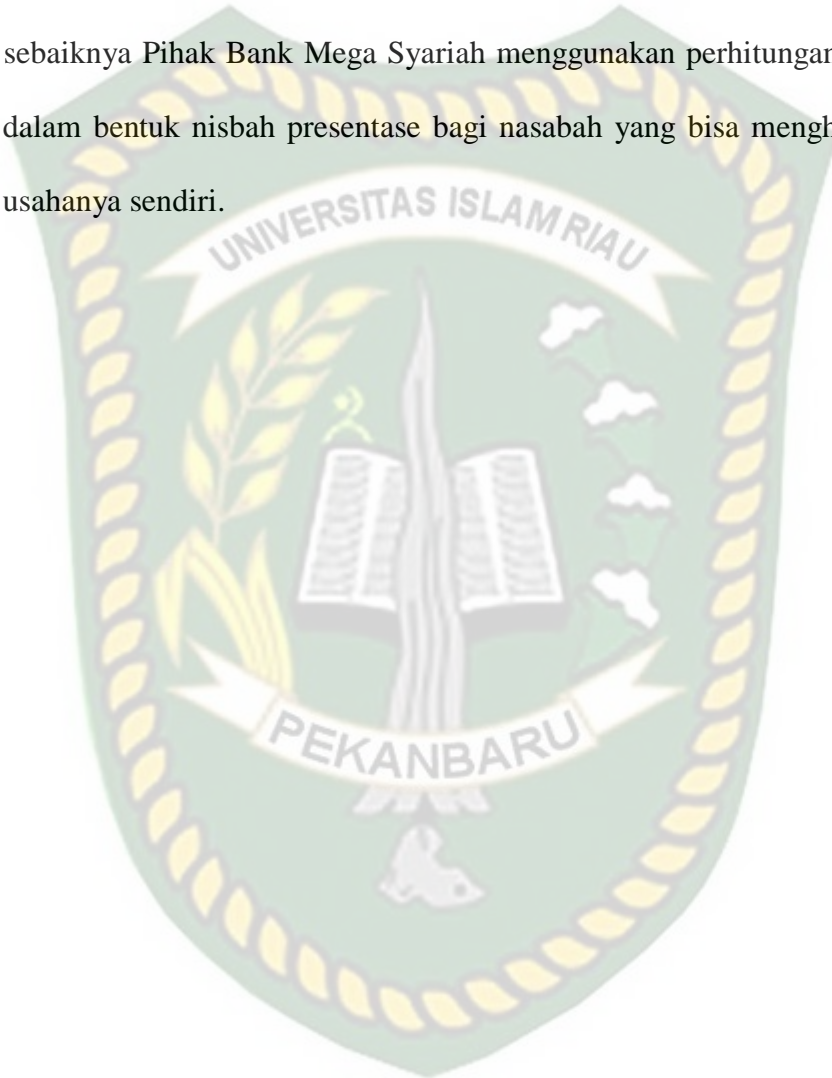 sebaiknya Pihak Bank Mega Syariah menggunakan perhitungan
dalam bentuk nisbah presentase bagi nasabah yang bisa
usahanya sendiri.
UNIVERSITAS ISLAM RIAU
PEKANBARU